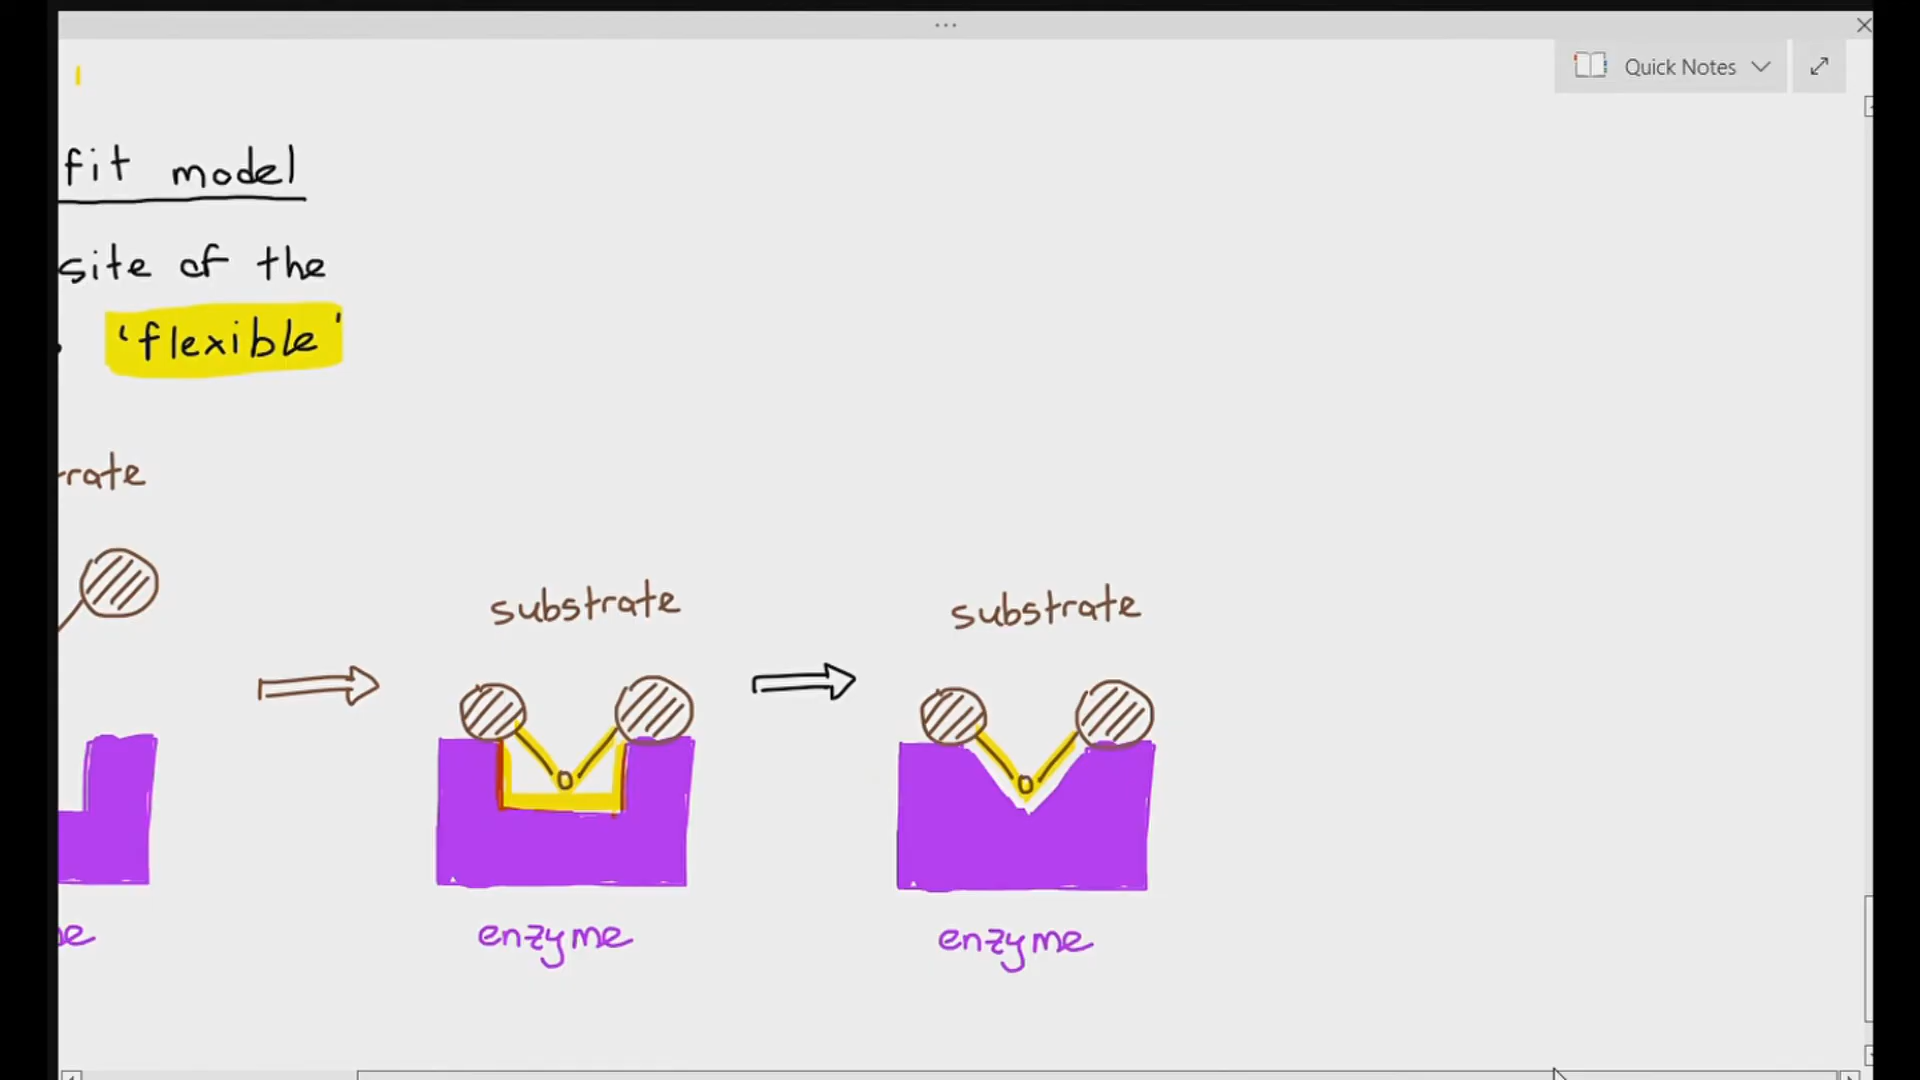 Quick Notes
fit model
site of the
'flexible'
rate
substrate
substrate
enzyme
enzyme